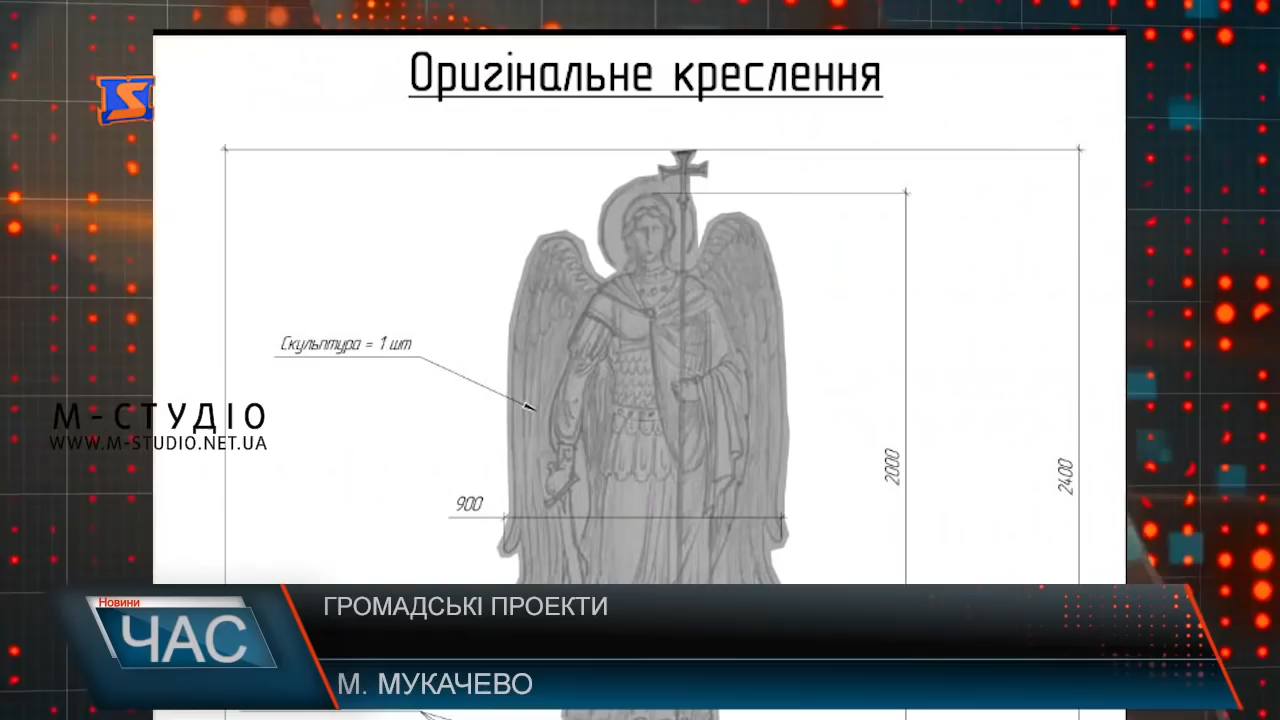 Оригінальне креслення
Скульптура = 1 шт
М-СТУДІО
WWW.M-STUDIO.NET.UA
900
2000
2400
Новини
ЧАС
ГРОМАДСЬКІ ПРОЕКТИ
М. МУКАЧЕВО